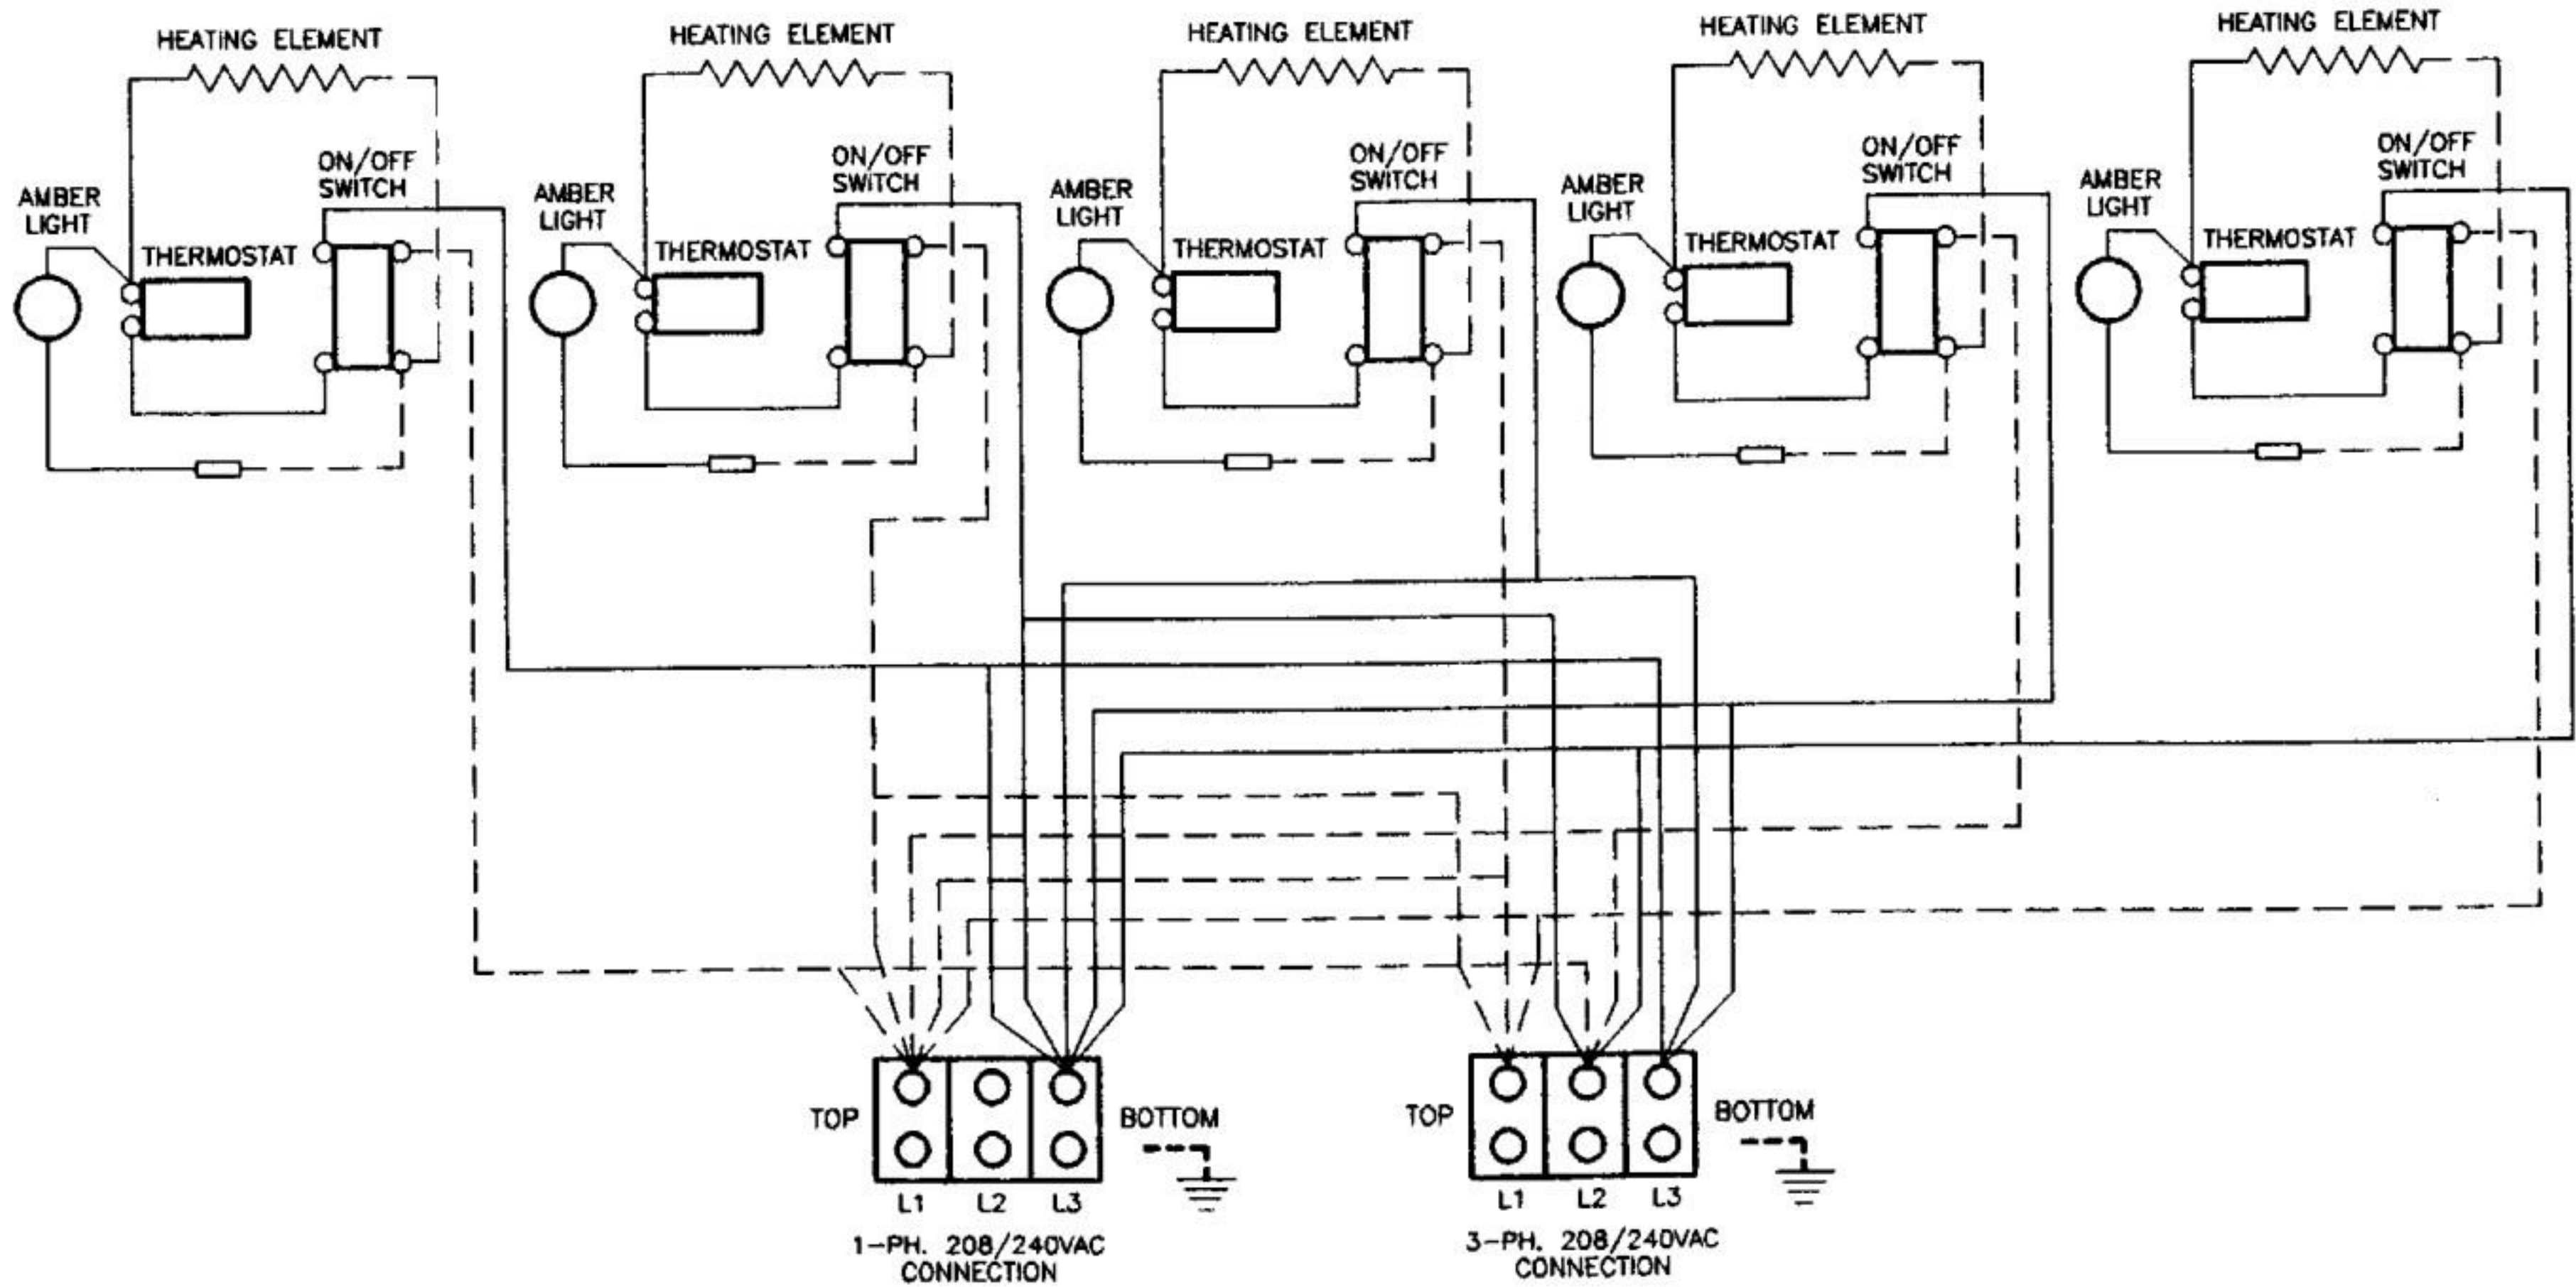 HEATING ELEMENT
AMBER
LIGHT
THERMOSTAT
ON/OFF
SWITCH
HEATING ELEMENT
AMBER
LIGHT
THERMOSTAT
ON/OFF
SWITCH
HEATING ELEMENT
AMBER
LIGHT
THERMOSTAT
ON/OFF
SWITCH
HEATING ELEMENT
AMBER
LIGHT
THERMOSTAT
ON/OFF
SWITCH
HEATING ELEMENT
AMBER
LIGHT
THERMOSTAT
ON/OFF
SWITCH
TOP
BOTTOM
L1 L2 L3
1-PH. 208/240VAC
CONNECTION
TOP
BOTTOM
L1 L2 L3
3-PH. 208/240VAC
CONNECTION